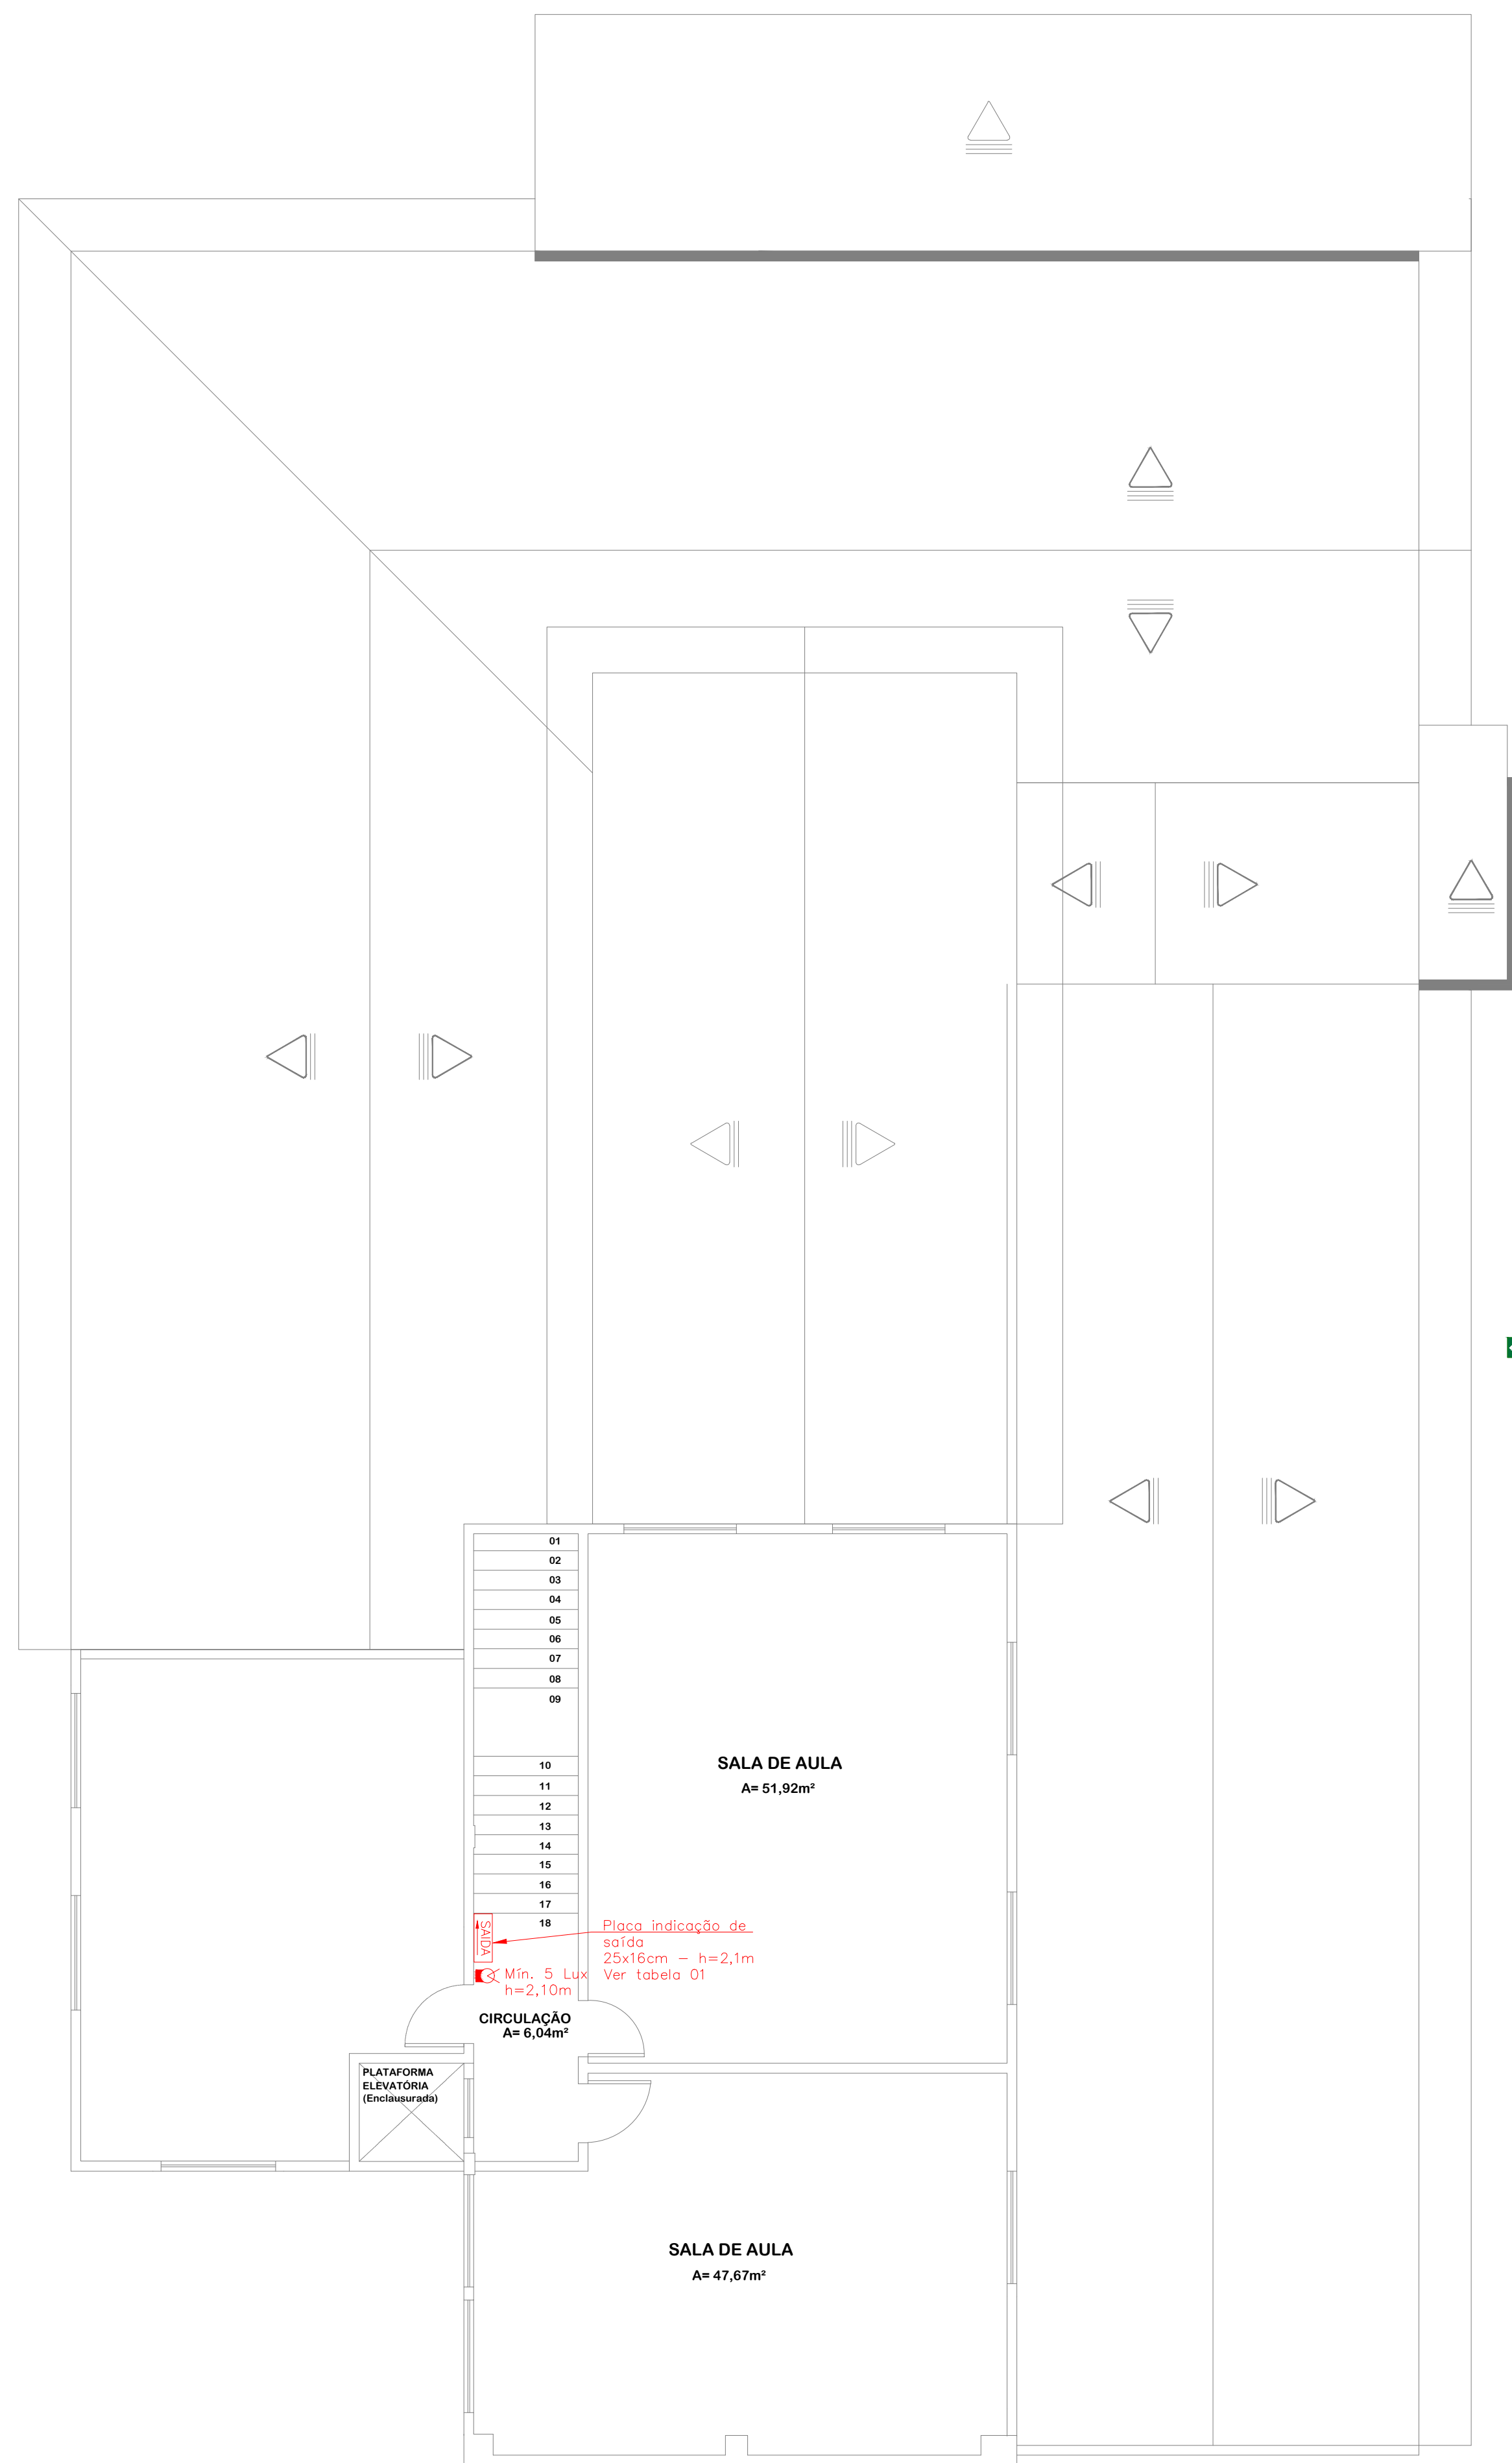 01
02
03
04
05
06
07
08
09
10
11
12
13
14
15
16
17
18
SALA DE AULA
A= 51,92m²
SAIDA
Placa indicação de
saída
25x16cm – h=2,1m
Ver tabela 01
Mín. 5 Lux
h=2,10m
CIRCULAÇÃO
A= 6,04m²
PLATAFORMA
ELEVATÓRIA
(Enclausurada)
SALA DE AULA
A= 47,67m²